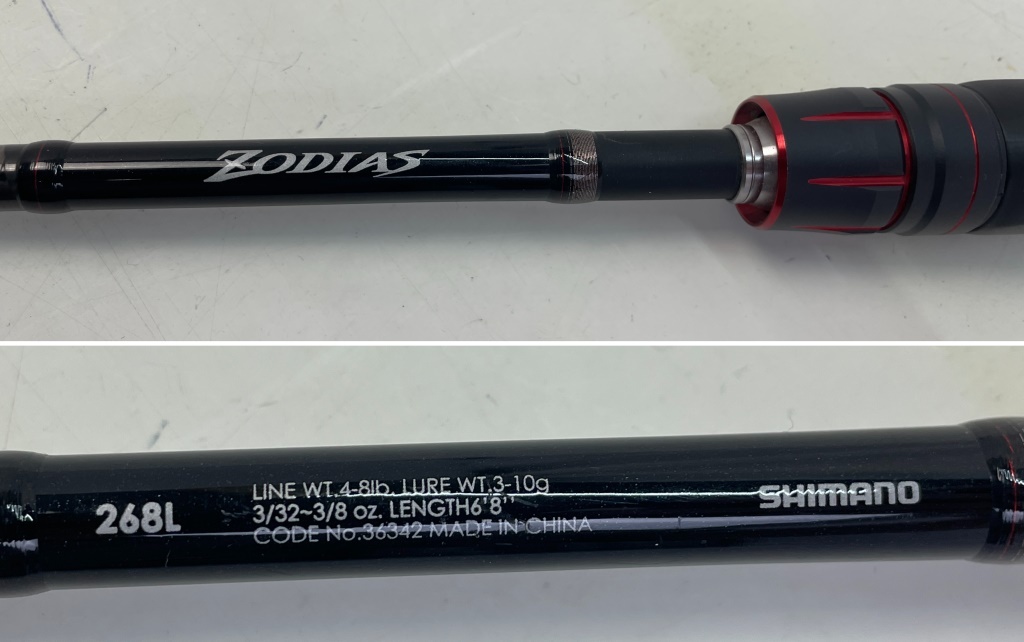 ZODIAS
268L
LINE WT.4-8lb. LURE WT.3-10g
3/32~3/8 oz. LENGTH6'8"
CODE No.36342 MADE IN CHINA
SHIMANO